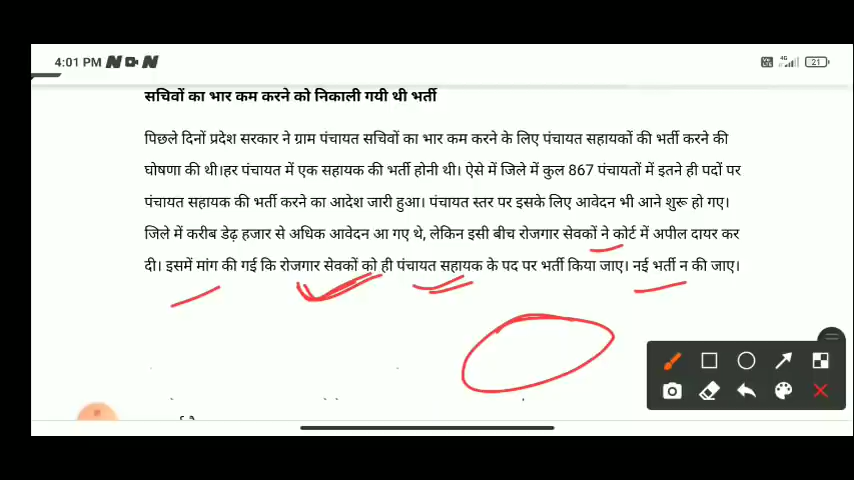 4:01 PM
4G
21
सचिवों का भार कम करने को निकाली गयी थी भर्ती
पिछले दिनों प्रदेश सरकार ने ग्राम पंचायत सचिवों का भार कम करने के लिए पंचायत सहायकों की भर्ती करने की
घोषणा की थी।हर पंचायत में एक सहायक की भर्ती होनी थी। ऐसे में जिले में कुल 867 पंचायतों में इतने ही पदों पर
पंचायत सहायक की भर्ती करने का आदेश जारी हुआ। पंचायत स्तर पर इसके लिए आवेदन भी आने शुरू हो गए।
जिले में करीब डेढ़ हजार से अधिक आवेदन आ गए थे, लेकिन इसी बीच रोजगार सेवकों ने कोर्ट में अपील दायर कर
दी। इसमें मांग की गई कि रोजगार सेवकों को ही पंचायत सहायक के पद पर भर्ती किया जाए। नई भर्ती न की जाए।